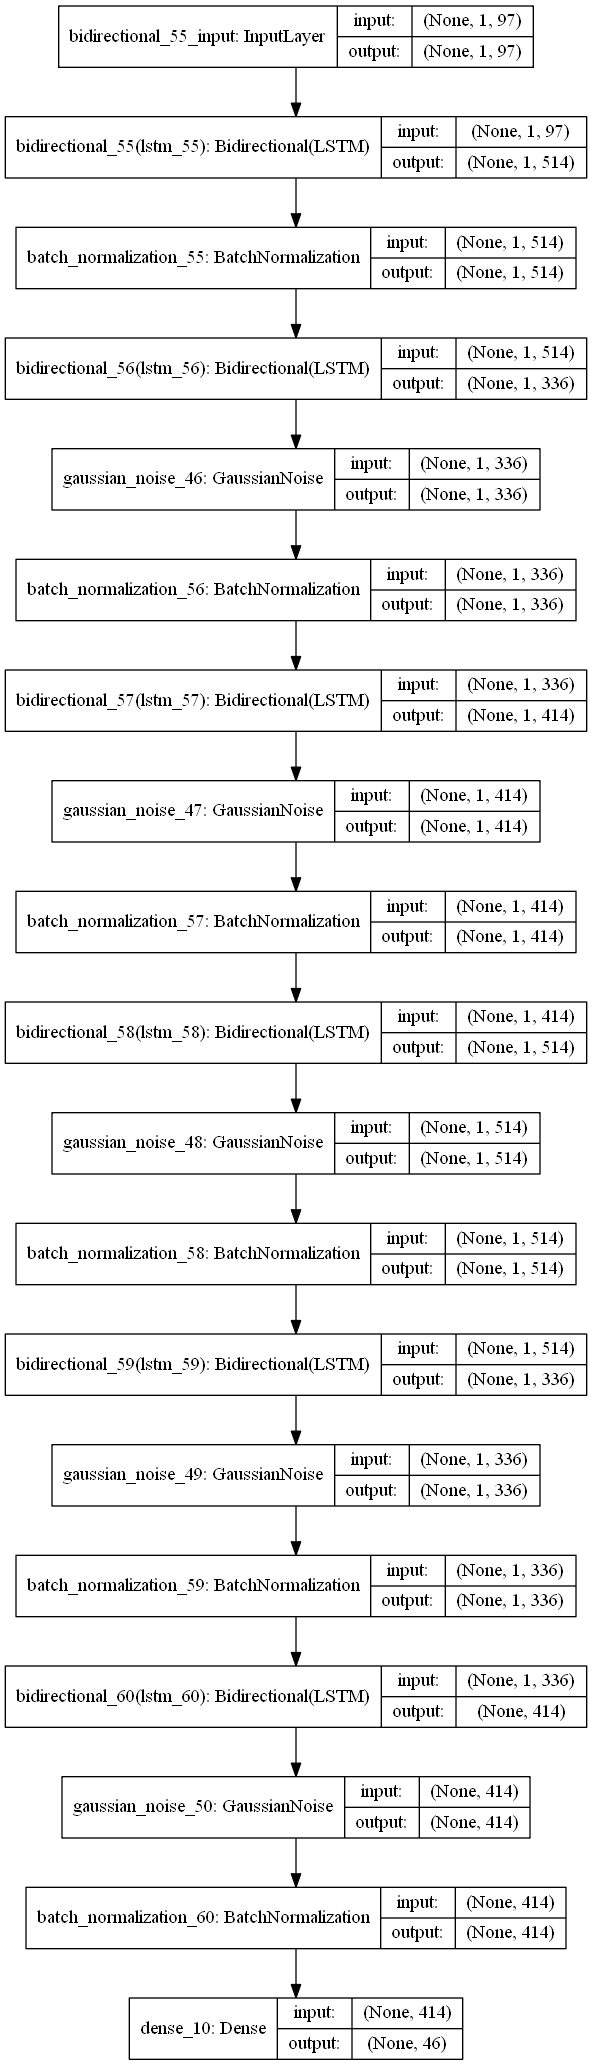 bidirectional_55_input: InputLayer
input: (None, 1, 97)
output: (None, 1, 97)
bidirectional_55(lstm_55): Bidirectional(LSTM)
input: (None, 1, 97)
output: (None, 1, 514)
batch_normalization_55: BatchNormalization
input: (None, 1, 514)
output: (None, 1, 514)
bidirectional_56(lstm_56): Bidirectional(LSTM)
input: (None, 1, 514)
output: (None, 1, 336)
gaussian_noise_46: GaussianNoise
input: (None, 1, 336)
output: (None, 1, 336)
batch_normalization_56: BatchNormalization
input: (None, 1, 336)
output: (None, 1, 336)
bidirectional_57(lstm_57): Bidirectional(LSTM)
input: (None, 1, 336)
output: (None, 1, 414)
gaussian_noise_47: GaussianNoise
input: (None, 1, 414)
output: (None, 1, 414)
batch_normalization_57: BatchNormalization
input: (None, 1, 414)
output: (None, 1, 414)
bidirectional_58(lstm_58): Bidirectional(LSTM)
input: (None, 1, 414)
output: (None, 1, 514)
gaussian_noise_48: GaussianNoise
input: (None, 1, 514)
output: (None, 1, 514)
batch_normalization_58: BatchNormalization
input: (None, 1, 514)
output: (None, 1, 514)
bidirectional_59(lstm_59): Bidirectional(LSTM)
input: (None, 1, 514)
output: (None, 1, 336)
gaussian_noise_49: GaussianNoise
input: (None, 1, 336)
output: (None, 1, 336)
batch_normalization_59: BatchNormalization
input: (None, 1, 336)
output: (None, 1, 336)
bidirectional_60(lstm_60): Bidirectional(LSTM)
input: (None, 1, 336)
output: (None, 414)
gaussian_noise_50: GaussianNoise
input: (None, 414)
output: (None, 414)
batch_normalization_60: BatchNormalization
input: (None, 414)
output: (None, 414)
dense_10: Dense
input: (None, 414)
output: (None, 46)